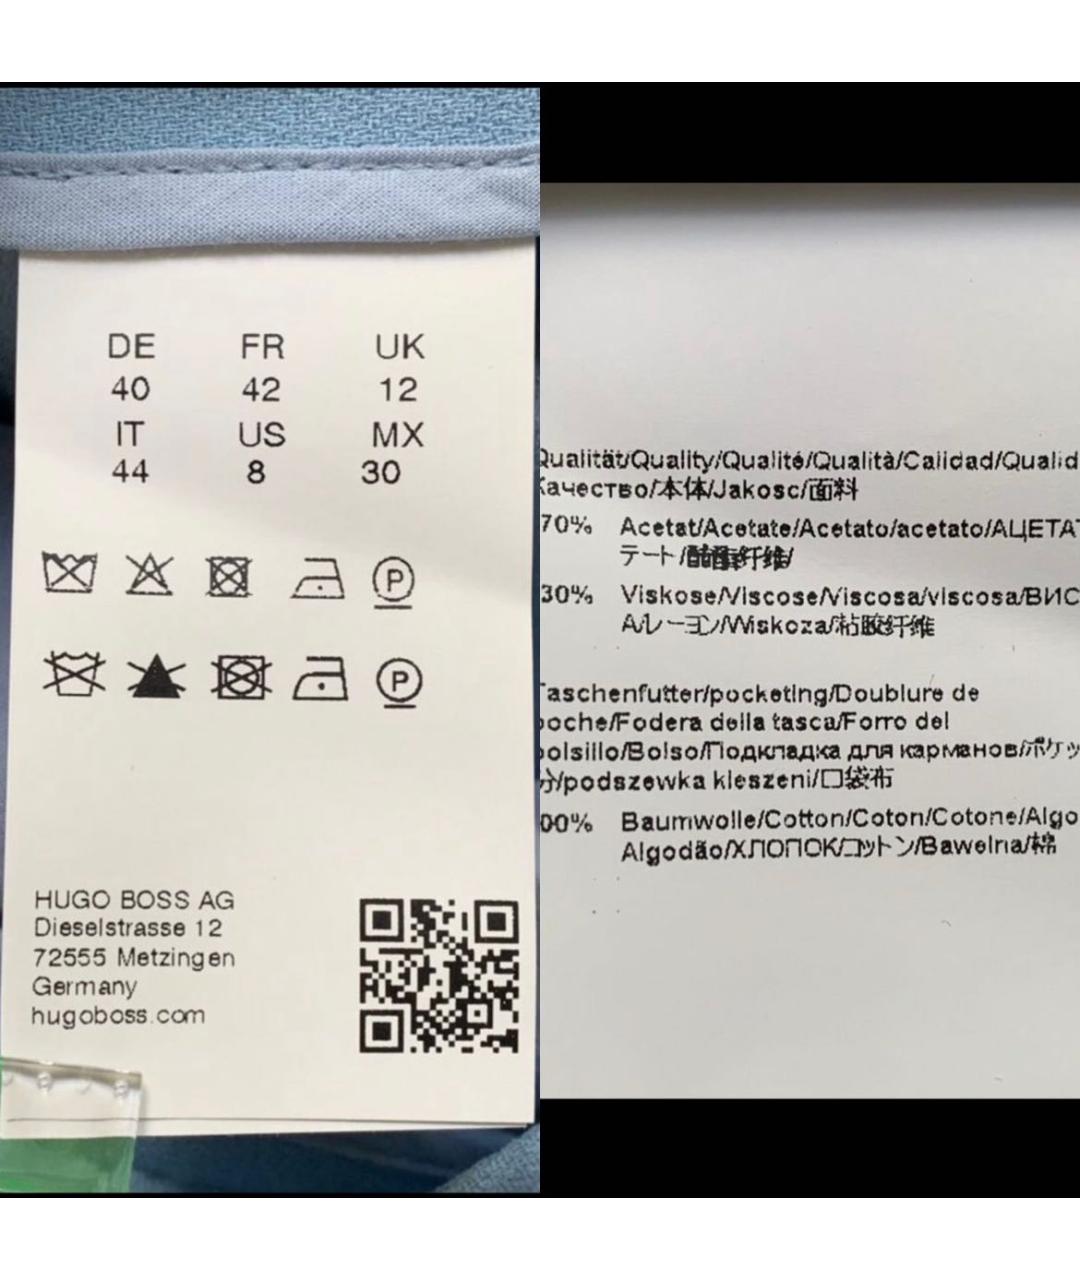 DE FR UK
40 42 12
IT US MX
44 8 30
P
P
HUGO BOSS AG
Dieselstrasse 12
72555 Metzingen
Germany
hugoboss.com
Qualität/Quality/Qualité/Qualità/Calidad/Qualid
Качество/本体/Jakosc/面料
70% Acetat/Acetate/Acetato/acetato/АЦЕТАТ
テート/醋酯纤维/
30% Viskose/Viscose/Viscosa/viscosa/ВИС
А/レーヨン/Wiskoza/粘胶纤维
Taschenfutter/pocketing/Doublure de
poche/Fodera della tasca/Forro del
bolsillo/Bolso/Подкладка для карманов/ポケッ
分/podszewka kieszeni/口袋布
00% Baumwolle/Cotton/Coton/Cotone/Algo
Algodão/ХЛОПОК/コットン/Bawelna/棉